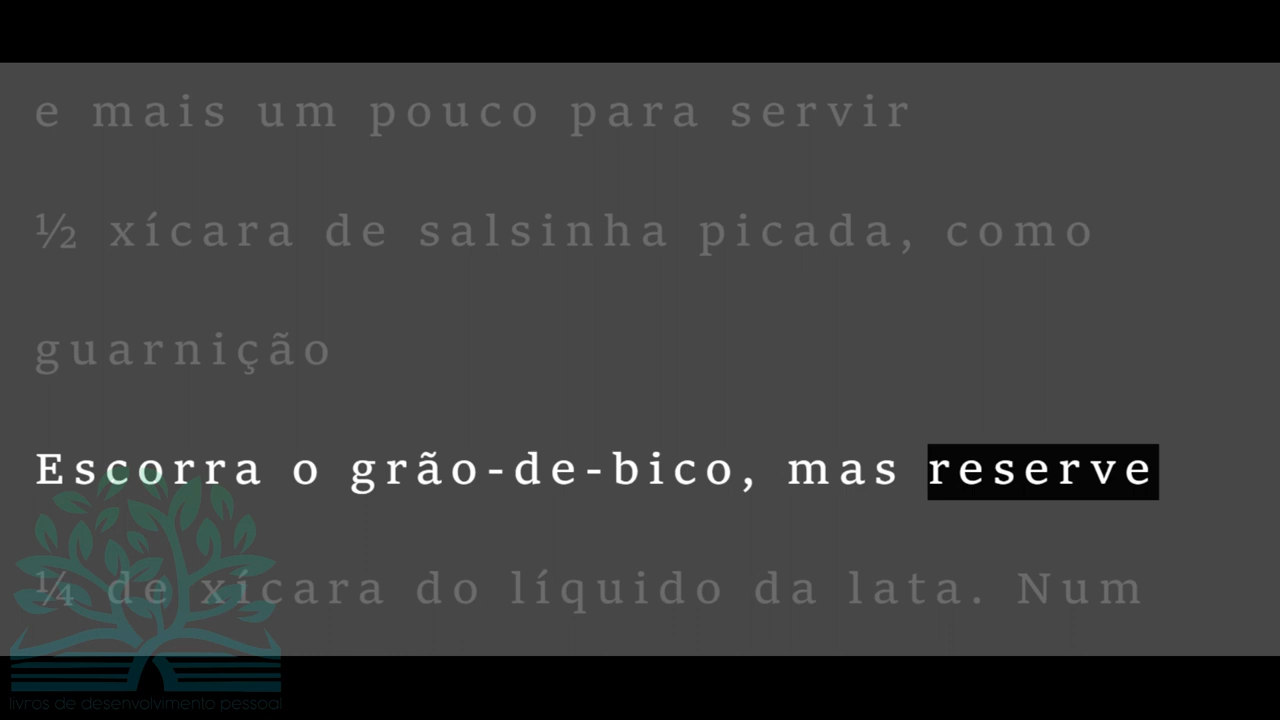 e mais um pouco para servir
½ xícara de salsinha picada, como
guarnição
Escorra o grão-de-bico, mas reserve
¼ de xícara do líquido da lata. Num
livros de desenvolvimento pessoal